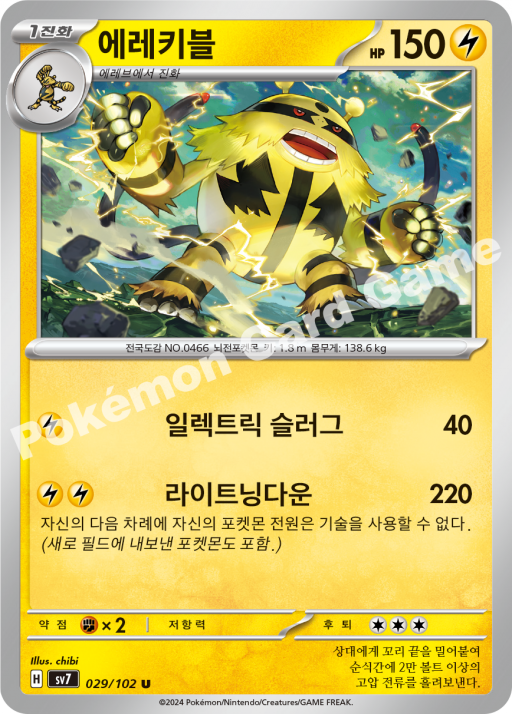 1진화
에레키블
HP 150
에레브에서 진화
전국도감 NO.0466 뇌전포켓몬 키: 1.8 m 몸무게: 138.6 kg
Pokémon Card Game
일렉트릭 슬러그 40
라이트닝다운 220
자신의 다음 차례에 자신의 포켓몬 전원은 기술을 사용할 수 없다.
(새로 필드에 내보낸 포켓몬도 포함.)
약점 ×2 저항력 후퇴
Illus. chibi
H sv7 029/102 U
상대에게 꼬리 끝을 밀어붙여
순식간에 2만 볼트 이상의
고압 전류를 흘려보낸다.
©2024 Pokémon/Nintendo/Creatures/GAME FREAK.